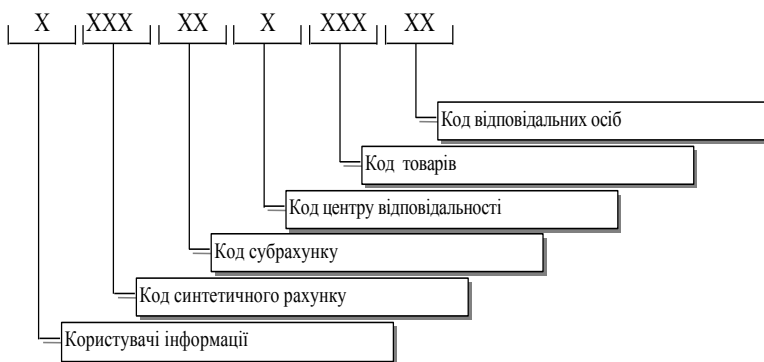 X XXX XX X XXX XX
Код відповідальних осіб
Код товарів
Код центру відповідальності
Код субрахунку
Код синтетичного рахунку
Користувачі інформації